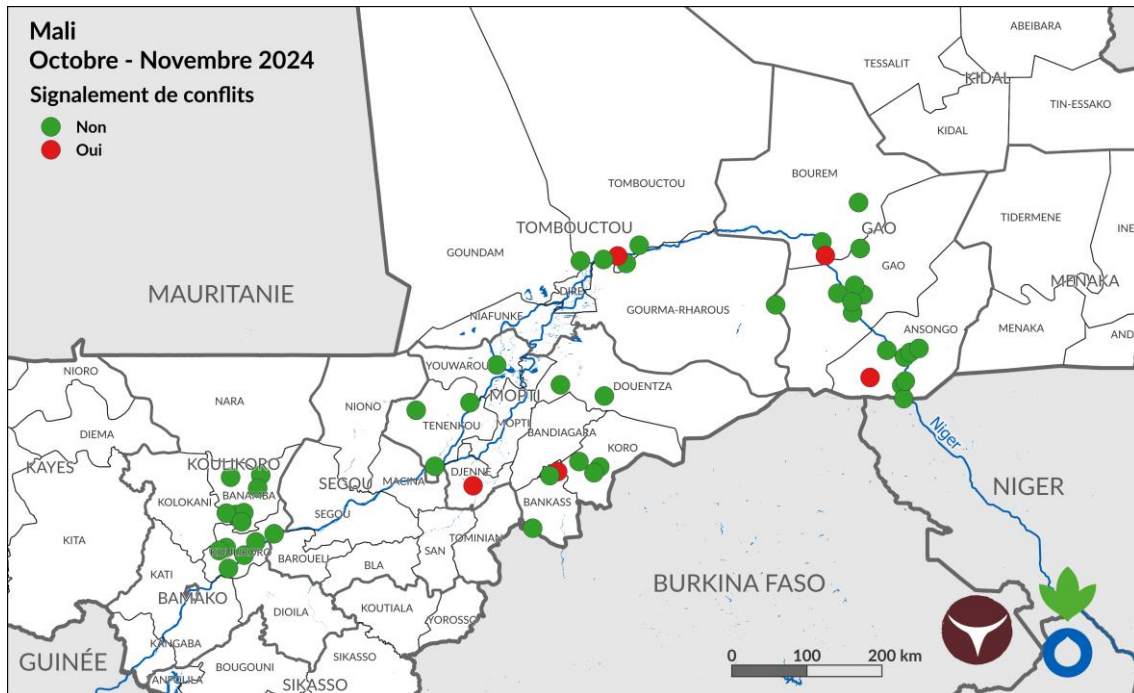 Mali
Octobre - Novembre 2024
Signalement de conflits
Non
Oui
ABEIBARA
TESSALIT
KIDAL
TIN-ESSAKO
KIDAL
BOUREM
TOMBOUCTOU
TIDERMENE
TOMBOUCTOU
GAO
INE
GOUNDAM
GAO
MENAKA
MAURITANIE
DIRE
GOURMA-RHAROUS
NIAFUNKE
ANSONGO
MENAKA
AND
YOUWAROU
NIORO
DOUENTZA
NARA
NIONO
MOPTI
TENENKOU
MOPTI
BANDIAGARA
Niger
DIEMA
KORO
KAYES
KOULIKORO
DJENNE
SEGOU
MACINA
NIGER
KOLOKANI
BANAMBA
BANKASS
SEGOU
KITA
TOMINIAN
KOULIKORO
SAN
BAROUELI
BLA
KATI
BURKINA FASO
BAMAKO
DIOILA
KOUTIALA
YOROSSO
KANGABA
GUINÉE
BOUGOUNI
SIKASSO
SIKASSO
0 100 200 km